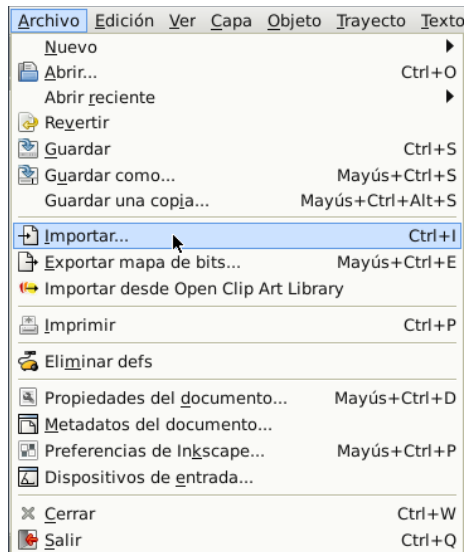 Archivo Edición Ver Capa Objeto Trayecto Texto
Nuevo
Abrir... Ctrl+O
Abrir reciente
Revertir
Guardar Ctrl+S
Guardar como... Mayús+Ctrl+S
Guardar una copia... Mayús+Ctrl+Alt+S
Importar... Ctrl+I
Exportar mapa de bits... Mayús+Ctrl+E
Importar desde Open Clip Art Library
Imprimir Ctrl+P
Eliminar defs
Propiedades del documento... Mayús+Ctrl+D
Metadatos del documento...
Preferencias de Inkscape... Mayús+Ctrl+P
Dispositivos de entrada...
Cerrar Ctrl+W
Salir Ctrl+Q